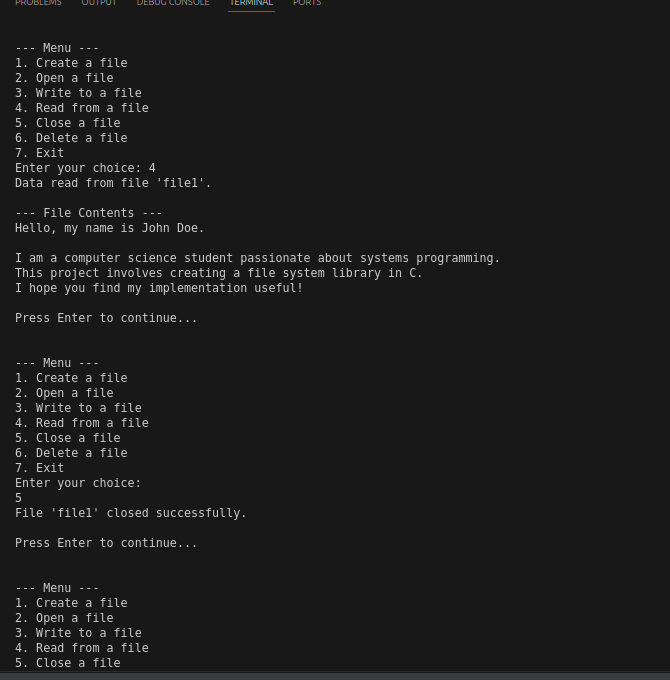 PROBLEMS OUTPUT DEBUG CONSOLE TERMINAL PORTS
--- Menu ---
1. Create a file
2. Open a file
3. Write to a file
4. Read from a file
5. Close a file
6. Delete a file
7. Exit
Enter your choice: 4
Data read from file 'file1'.
--- File Contents ---
Hello, my name is John Doe.
I am a computer science student passionate about systems programming.
This project involves creating a file system library in C.
I hope you find my implementation useful!
Press Enter to continue...
--- Menu ---
1. Create a file
2. Open a file
3. Write to a file
4. Read from a file
5. Close a file
6. Delete a file
7. Exit
Enter your choice:
5
File 'file1' closed successfully.
Press Enter to continue...
--- Menu ---
1. Create a file
2. Open a file
3. Write to a file
4. Read from a file
5. Close a file